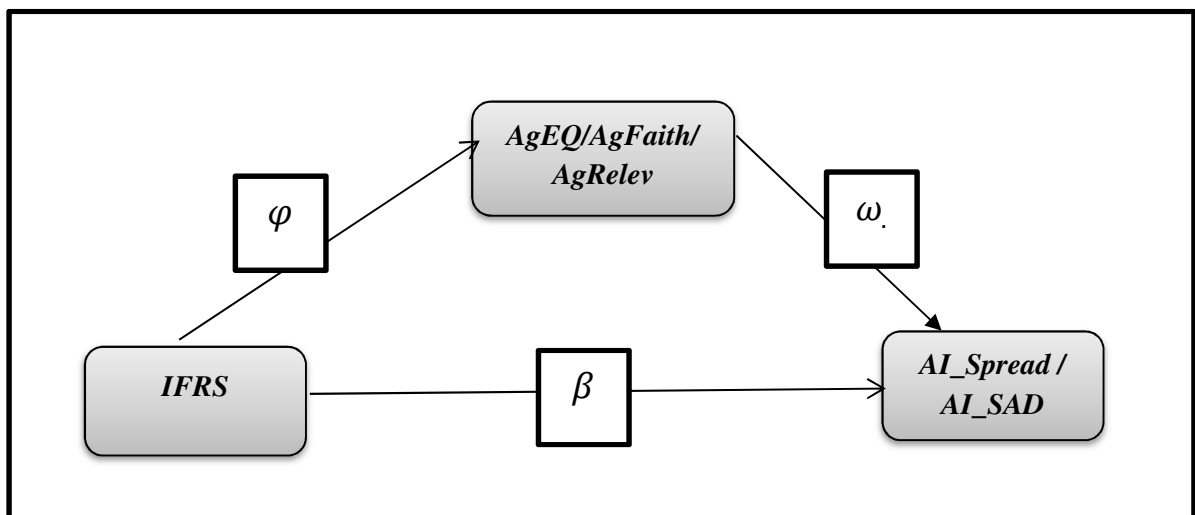 AgEQ/AgFaith/
AgRelev
φ
ω.
IFRS
β
AI_Spread /
AI_SAD